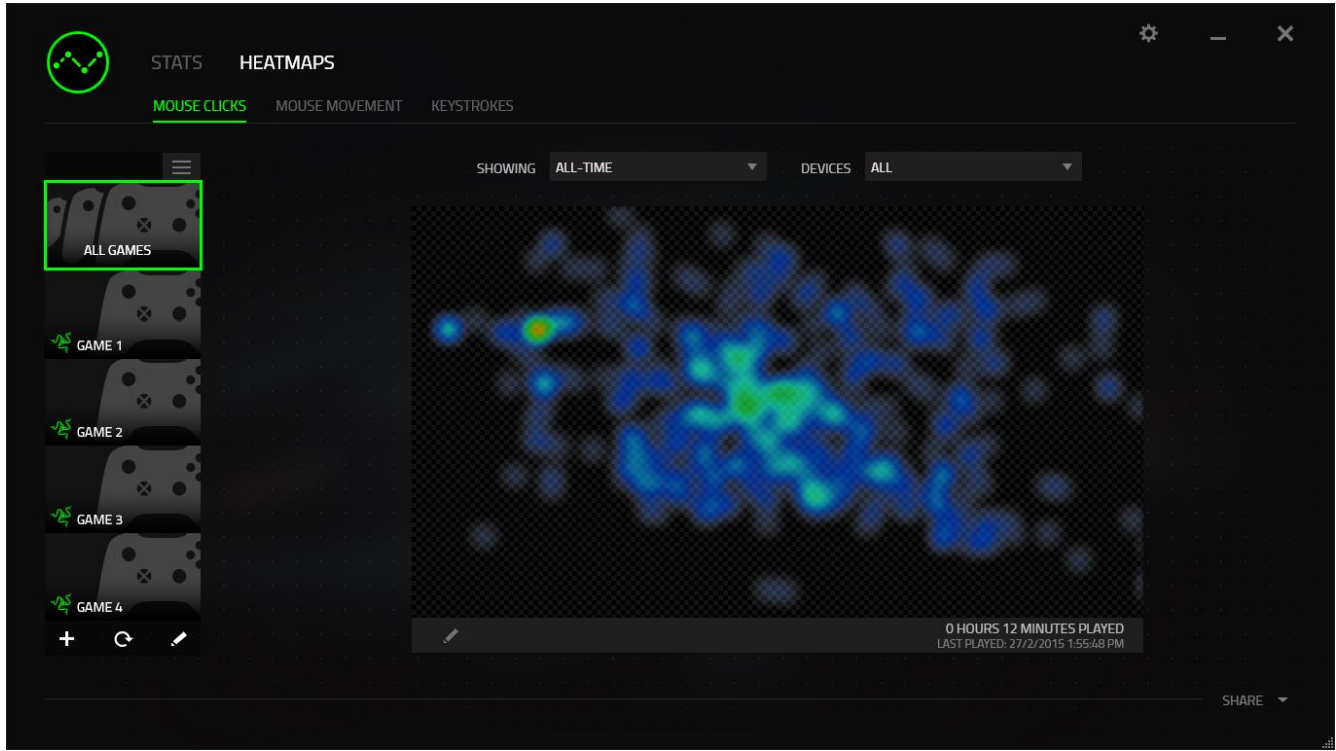 STATS HEATMAPS
MOUSE CLICKS MOUSE MOVEMENT KEYSTROKES
SHOWING ALL-TIME DEVICES ALL
ALL GAMES
GAME 1
GAME 2
GAME 3
GAME 4
0 HOURS 12 MINUTES PLAYED
LAST PLAYED: 27/2/2015 1:55:48 PM
SHARE